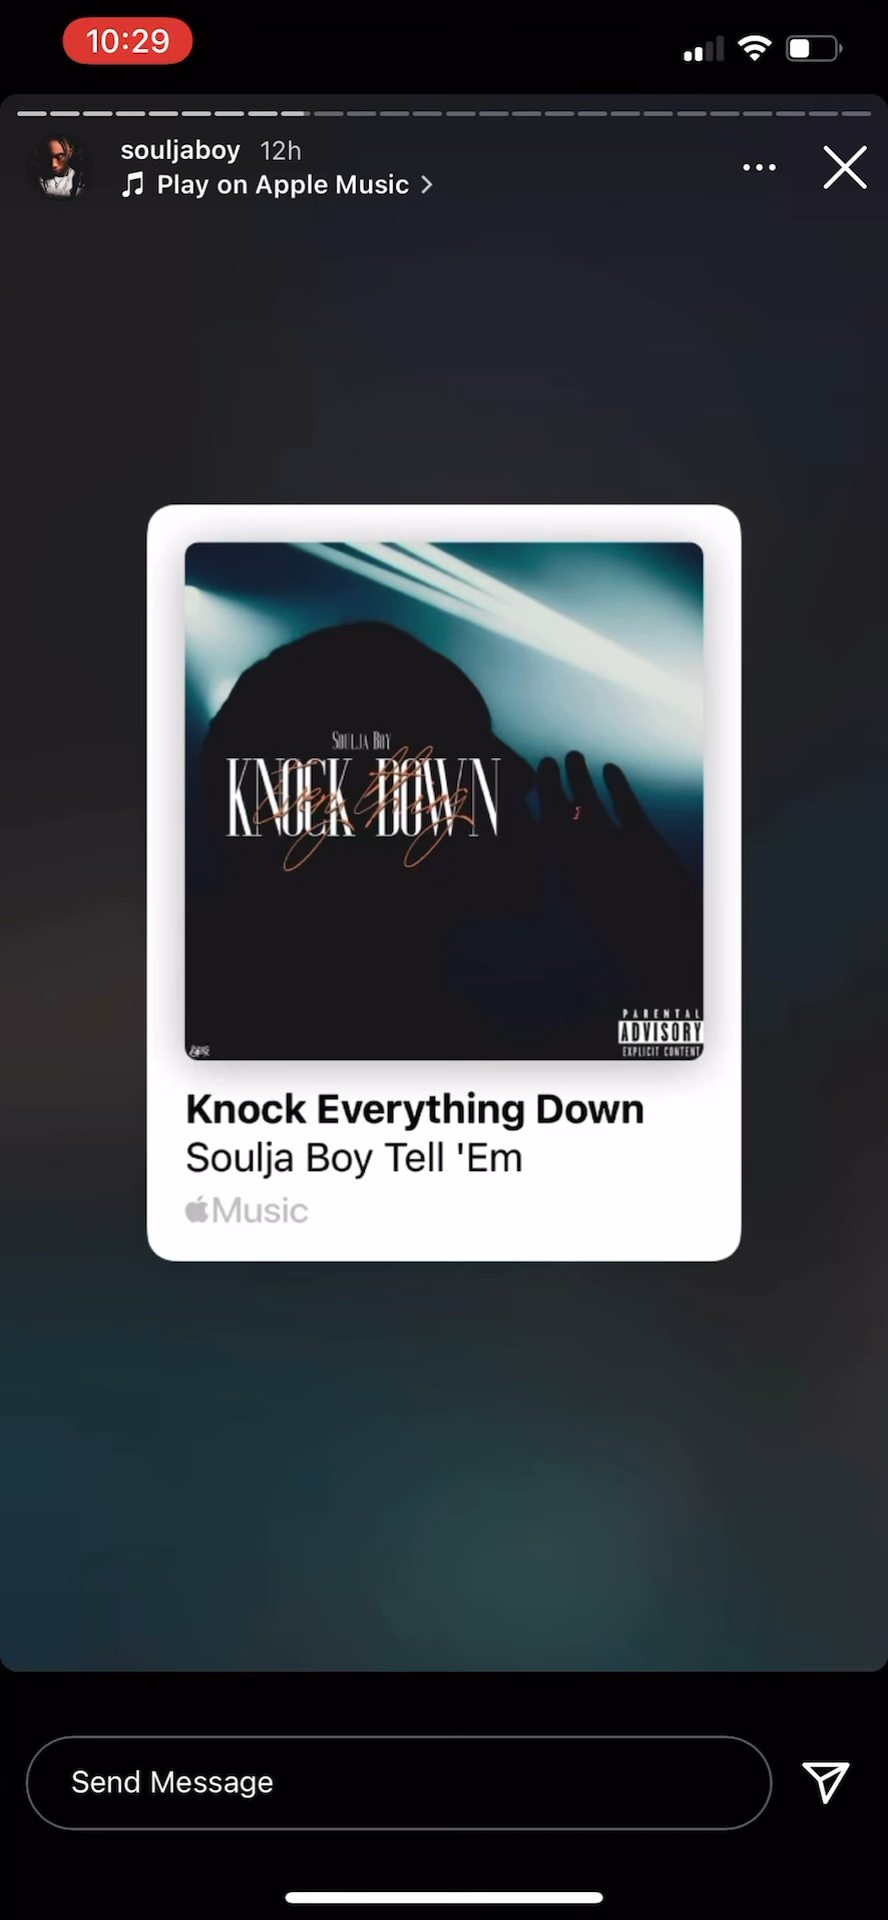 10:29
souljaboy 12h
Play on Apple Music
SOULJA BOY
KNOCK DOWN
Everything
PARENTAL
ADVISORY
EXPLICIT CONTENT
Knock Everything Down
Soulja Boy Tell 'Em
Music
Send Message